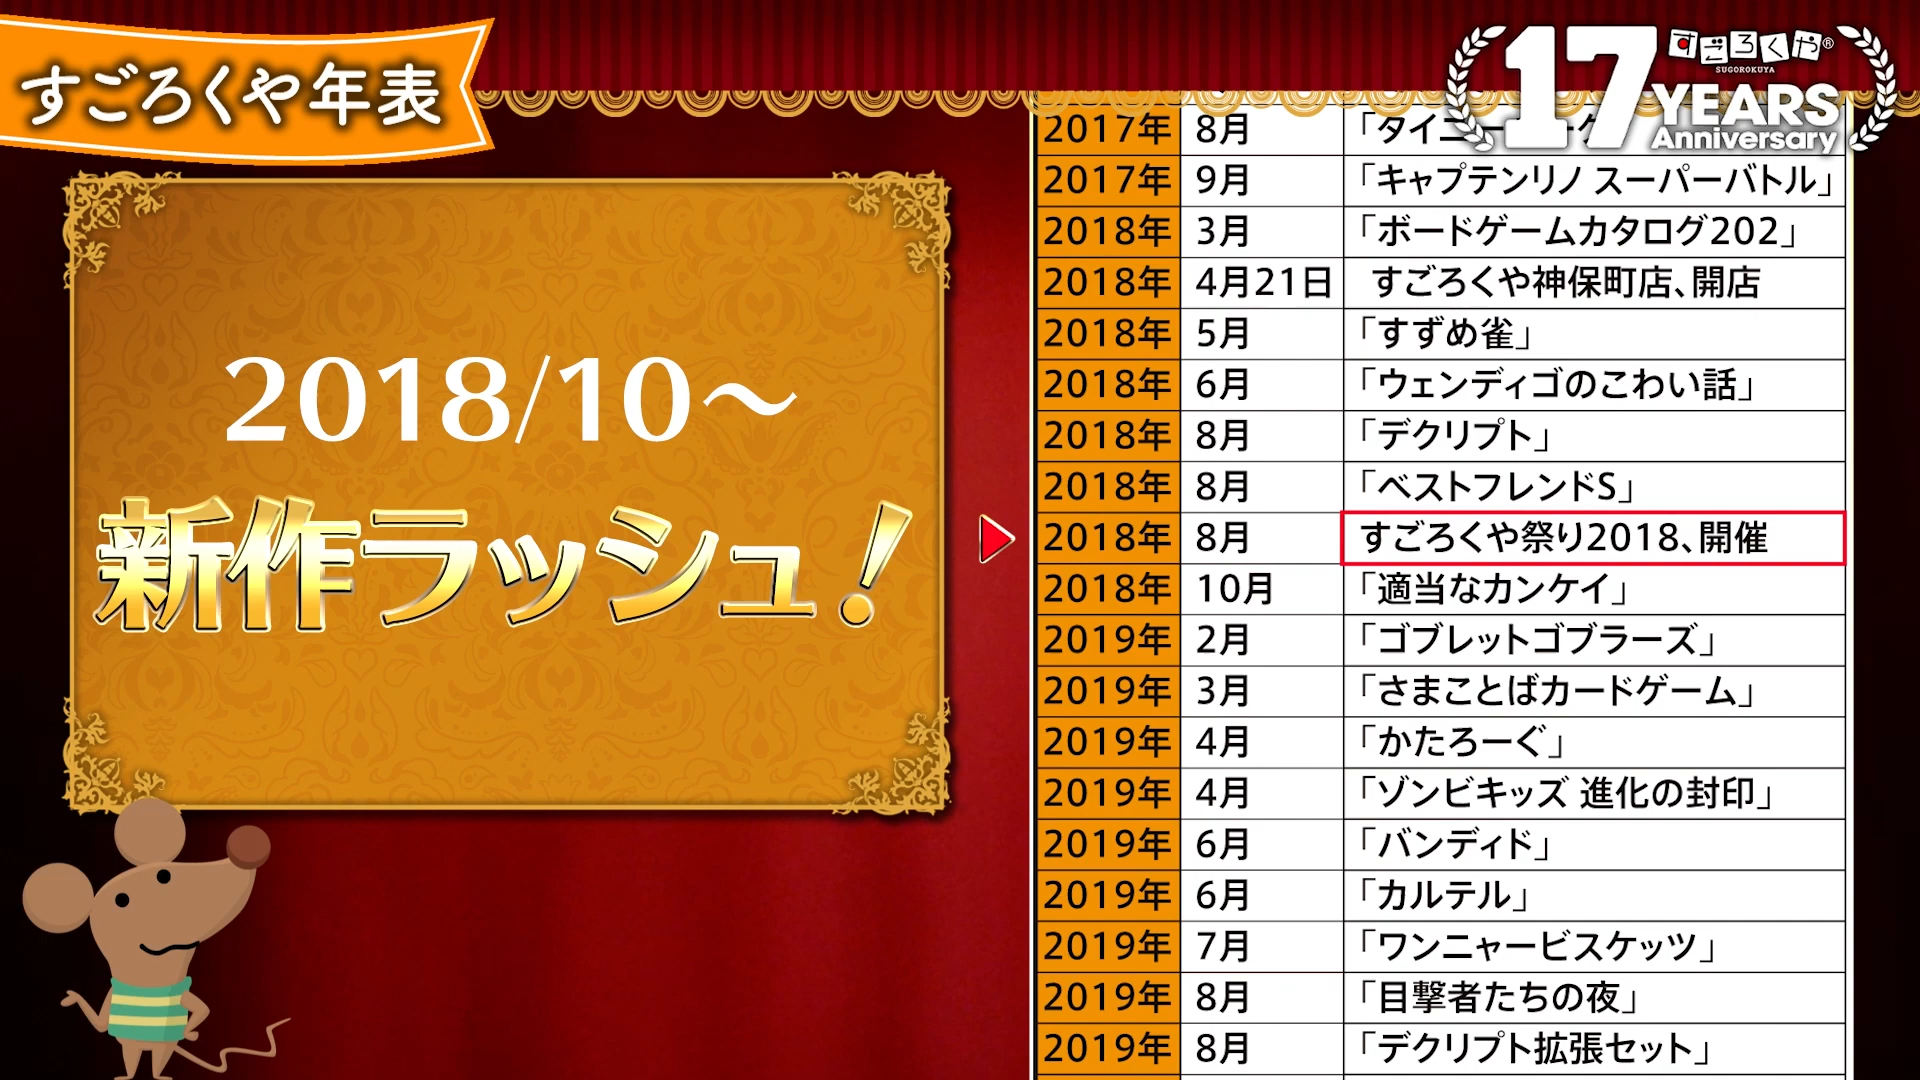 すごろくや年表
17
すごろくや®
SUGOROKUYA
YEARS
Anniversary
2018/10〜
新作ラッシュ!
2017年 8月
2017年 9月 「キャプテンリノ スーパーバトル」
2018年 3月 「ボードゲームカタログ202」
2018年 4月21日 すごろくや神保町店、開店
2018年 5月 「すずめ雀」
2018年 6月 「ウェンディゴのこわい話」
2018年 8月 「デクリプト」
2018年 8月 「ベストフレンドS」
2018年 8月 すごろくや祭り2018、開催
2018年 10月 「適当なカンケイ」
2019年 2月 「ゴブレットゴブラーズ」
2019年 3月 「さまことばカードゲーム」
2019年 4月 「かたろーぐ」
2019年 4月 「ゾンビキッズ 進化の封印」
2019年 6月 「バンディド」
2019年 6月 「カルテル」
2019年 7月 「ワンニャービスケッツ」
2019年 8月 「目撃者たちの夜」
2019年 8月 「デクリプト拡張セット」